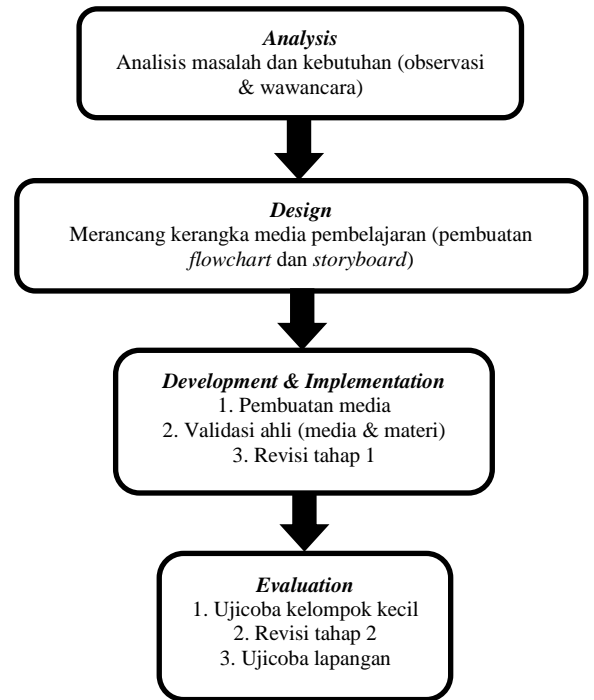 Analysis
Analisis masalah dan kebutuhan (observasi
& wawancara)
Design
Merancang kerangka media pembelajaran (pembuatan
flowchart dan storyboard)
Development & Implementation
1. Pembuatan media
2. Validasi ahli (media & materi)
3. Revisi tahap 1
Evaluation
1. Ujicoba kelompok kecil
2. Revisi tahap 2
3. Ujicoba lapangan